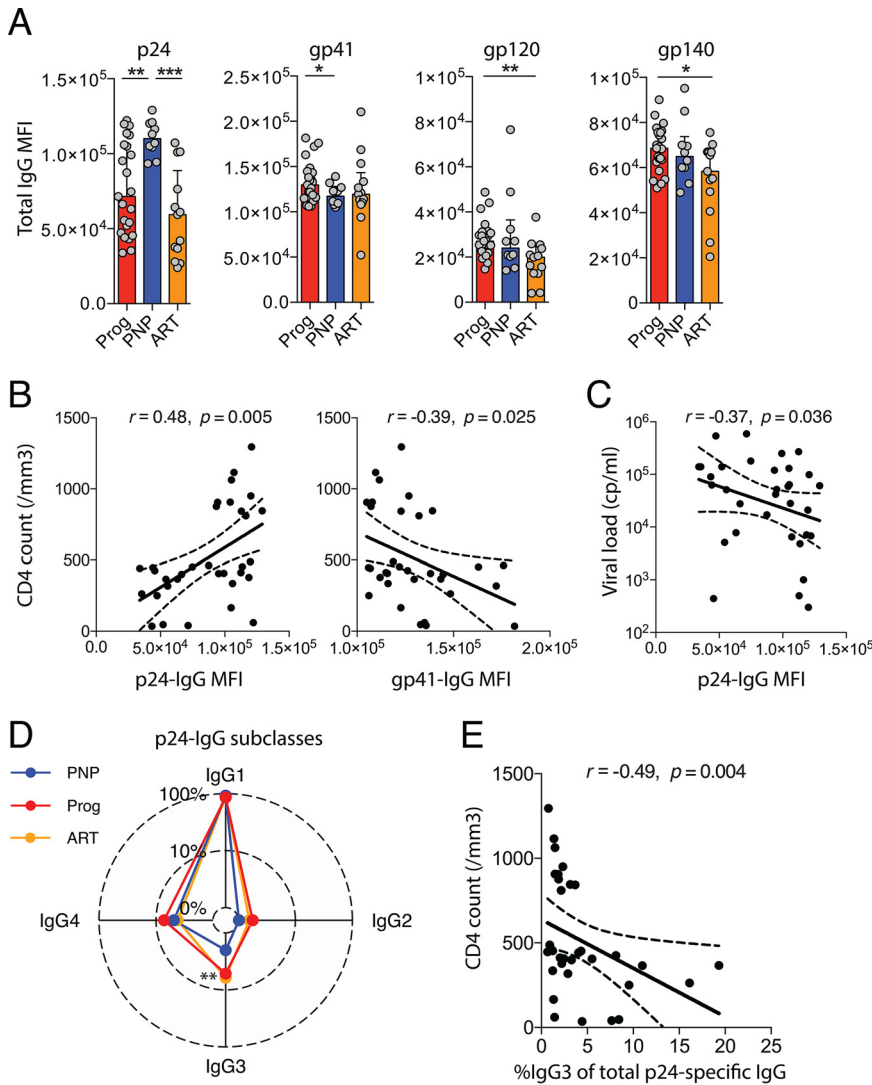 A
p24
gp41
gp120
gp140
Total IgG MFI
1.5×10⁵
1.0×10⁵
5.0×10⁴
0.0
** ***
Prog PNP ART
2.5×10⁵
2.0×10⁵
1.5×10⁵
1.0×10⁵
5.0×10⁴
0
*
Prog PNP ART
1×10⁵
8×10⁴
6×10⁴
4×10⁴
2×10⁴
0
**
Prog PNP ART
1×10⁵
8×10⁴
6×10⁴
4×10⁴
2×10⁴
0
*
Prog PNP ART
B
r = 0.48, p = 0.005
CD4 count (/mm3)
1500
1000
500
0
0.0 5.0×10⁴ 1.0×10⁵ 1.5×10⁵
p24-IgG MFI
r = -0.39, p = 0.025
1500
1000
500
0
1.0×10⁵ 1.5×10⁵ 2.0×10⁵
gp41-IgG MFI
C
r = -0.37, p = 0.036
Viral load (cp/ml)
10⁶
10⁵
10⁴
10³
10²
0.0 5.0×10⁴ 1.0×10⁵ 1.5×10⁵
p24-IgG MFI
D
p24-IgG subclasses
PNP
Prog
ART
IgG1
100%
10%
0%
IgG4
IgG2
**
IgG3
E
r = -0.49, p = 0.004
CD4 count (/mm3)
1500
1000
500
0
0 5 10 15 20 25
%IgG3 of total p24-specific IgG